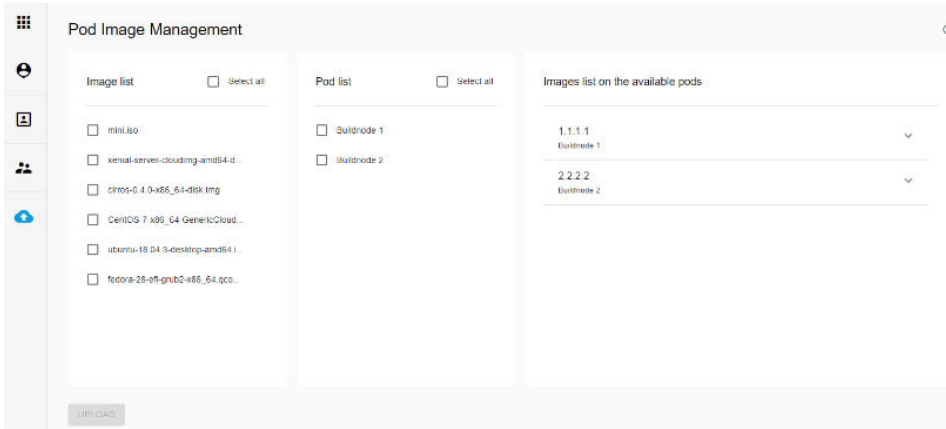 Pod Image Management
Image list
Select all
mini.iso
xenial-server-cloudimg-amd64-d...
cirros-0.4.0-x86_64-disk.img
CentOS 7 x86_64 GenericCloud...
ubuntu-18.04.3-desktop-amd64.i...
fedora-28-efi-grub2-x86_64.qco...
Pod list
Select all
Buildnode 1
Buildnode 2
Images list on the available pods
1.1.1.1
Buildnode 1
2.2.2.2
Buildnode 2
UPLOAD